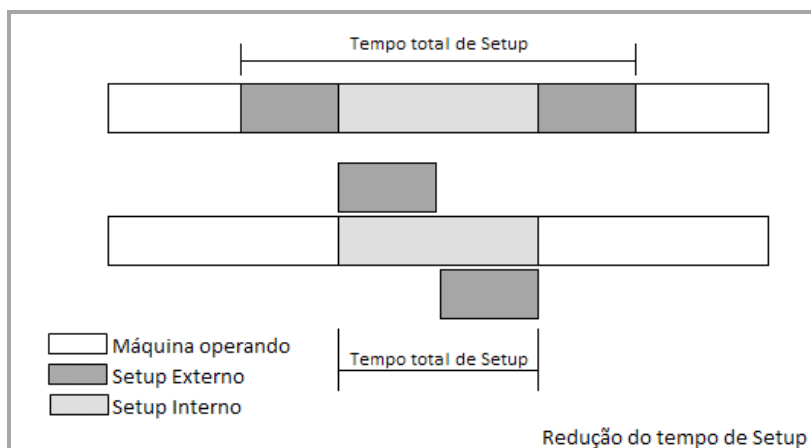 Tempo total de Setup
Máquina operando
Setup Externo
Setup Interno
Tempo total de Setup
Redução do tempo de Setup